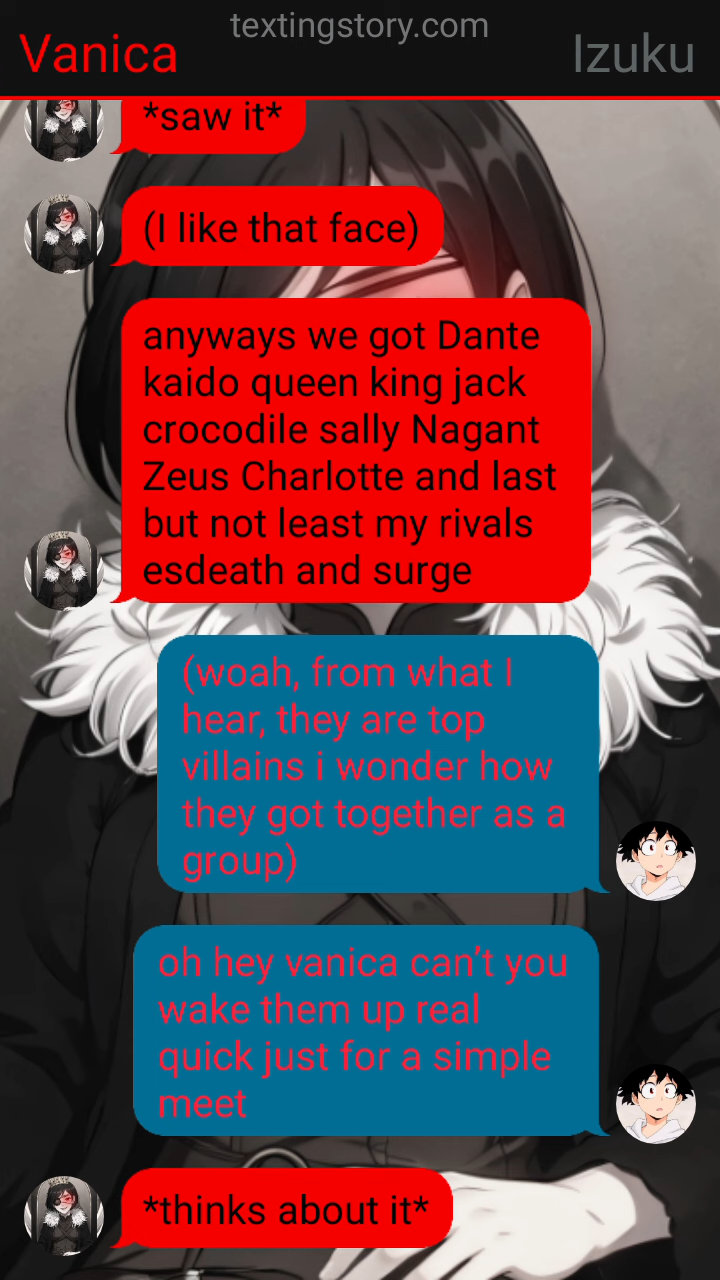 textingstory.com
Vanica
Izuku
*saw it*
(I like that face)
anyways we got Dante
kaido queen king jack
crocodile sally Nagant
Zeus Charlotte and last
but not least my rivals
esdeath and surge
(woah, from what I
hear, they are top
villains i wonder how
they got together as a
group)
oh hey vanica can't you
wake them up real
quick just for a simple
meet
*thinks about it*